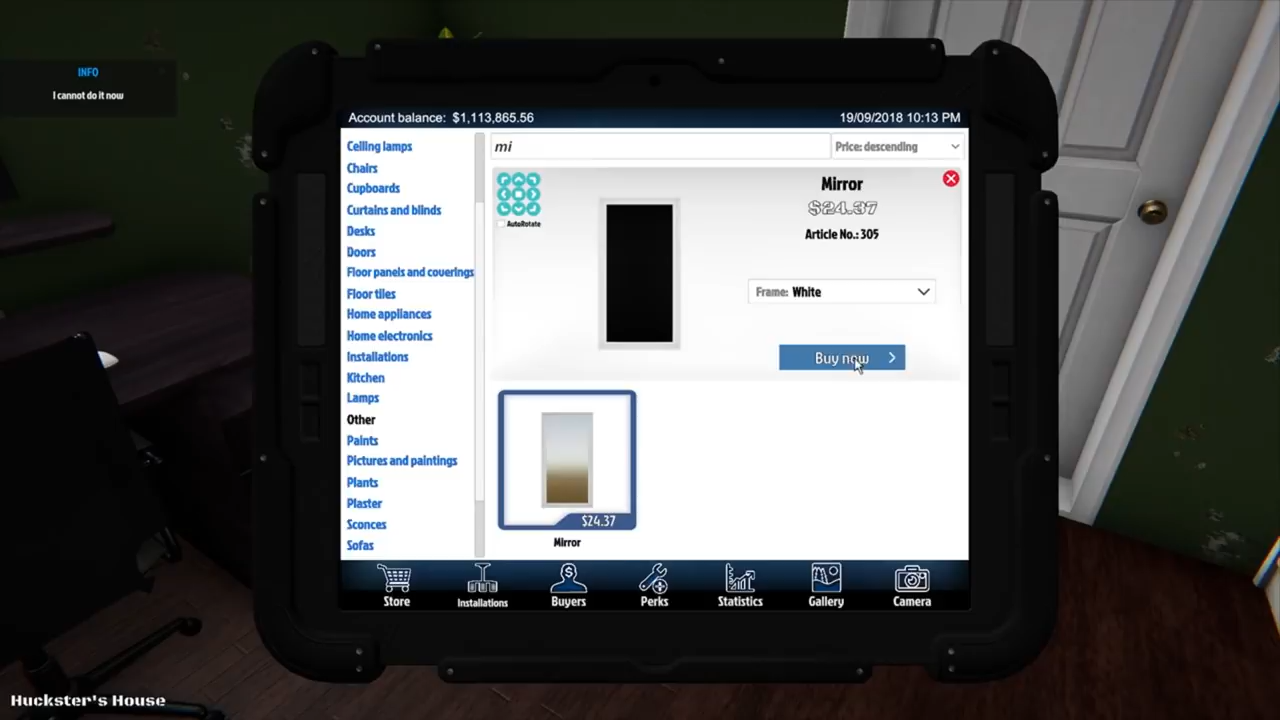 INFO
I cannot do it now
Account balance: $1,113,865.56
19/09/2018 10:13 PM
Ceiling lamps
Chairs
Cupboards
Curtains and blinds
Desks
Doors
Floor panels and coverings
Floor tiles
Home appliances
Home electronics
Installations
Kitchen
Lamps
Other
Paints
Pictures and paintings
Plants
Plaster
Sconces
Sofas
mi
Price: descending
AutoRotate
Mirror
$24.37
Article No.: 305
Frame: White
Buy now
$24.37
Mirror
Store
Installations
Buyers
Perks
Statistics
Gallery
Camera
Huckster's House